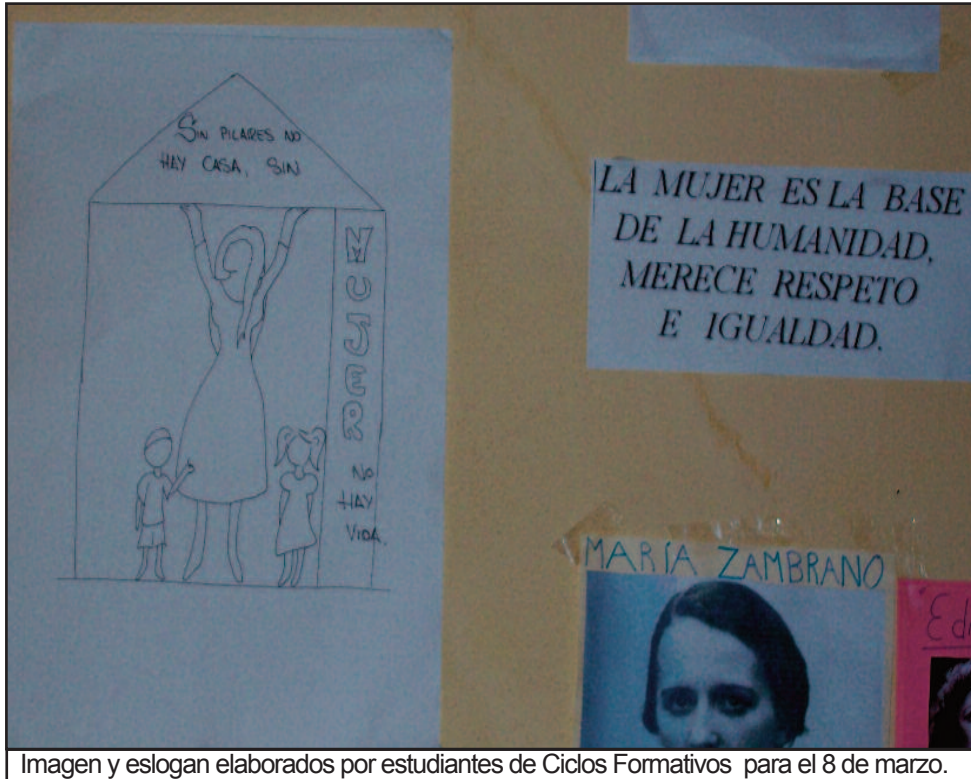 SIN PILARES NO
HAY CASA, SIN
MUJER
NO
HAY
VIDA.
LA MUJER ES LA BASE
DE LA HUMANIDAD,
MERECE RESPETO
E IGUALDAD.
MARÍA ZAMBRANO
Imagen y eslogan elaborados por estudiantes de Ciclos Formativos para el 8 de marzo.